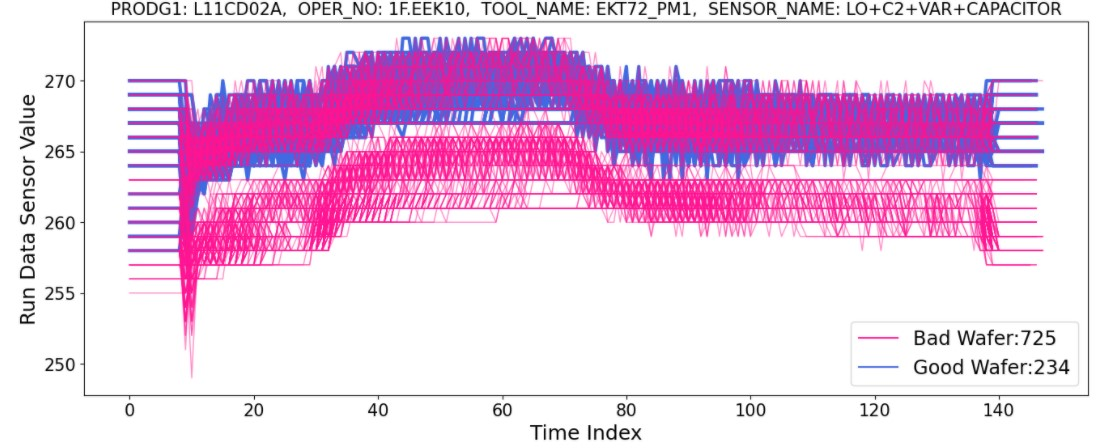 PRODG1: L11CD02A, OPER_NO: 1F.EEK10, TOOL_NAME: EKT72_PM1, SENSOR_NAME: LO+C2+VAR+CAPACITOR
Run Data Sensor Value
270
265
260
255
250
Bad Wafer:725
Good Wafer:234
0 20 40 60 80 100 120 140
Time Index